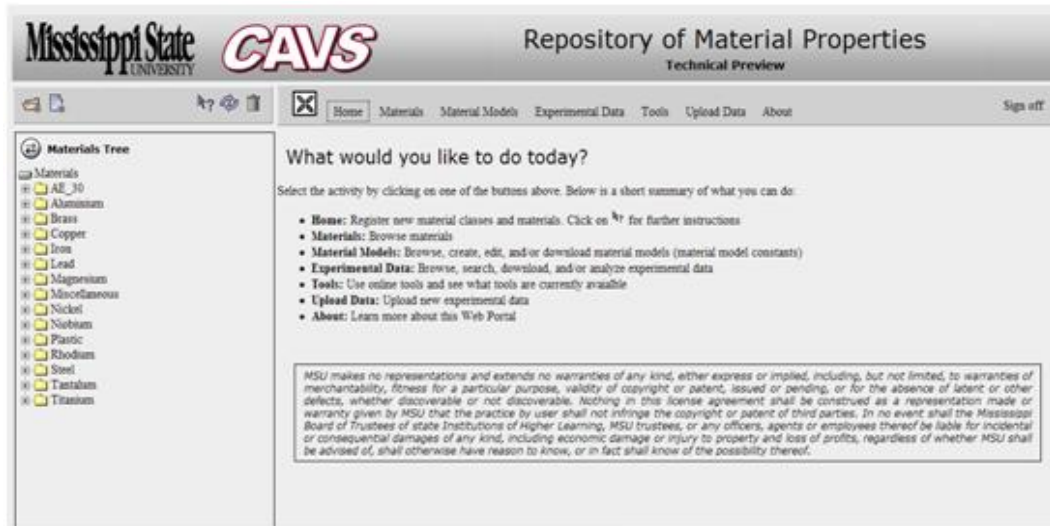 Mississippi State
UNIVERSITY
CAVS
Repository of Material Properties
Technical Preview
Home Materials Material Models Experimental Data Tools Upload Data About Sign off
Materials Tree
Materials
AE_30
Aluminium
Brass
Copper
Iron
Lead
Magnesium
Miscellaneous
Nickel
Niobium
Plastic
Rhodium
Steel
Tantalum
Titanium
What would you like to do today?
Select the activity by clicking on one of the buttons above. Below is a short summary of what you can do:
• Home: Register new material classes and materials. Click on ? for further instructions
• Materials: Browse materials
• Material Models: Browse, create, edit, and/or download material models (material model constants)
• Experimental Data: Browse, search, download, and/or analyze experimental data
• Tools: Use online tools and see what tools are currently avaialble
• Upload Data: Upload new experimental data
• About: Learn more about this Web Portal
MSU makes no representations and extends no warranties of any kind, either express or implied, including, but not limited, to warranties of
merchantability, fitness for a particular purpose, validity of copyright or patent, issued or pending, or for the absence of latent or other
defects, whether discoverable or not discoverable. Nothing in this license agreement shall be construed as a representation made or
warranty given by MSU that the practice by user shall not infringe the copyright or patent of third parties. In no event shall the Mississippi
Board of Trustees of state Institutions of Higher Learning, MSU trustees, or any officers, agents or employees thereof be liable for incidental
or consequential damages of any kind, including economic damage or injury to property and loss of profits, regardless of whether MSU shall
be advised of, shall otherwise have reason to know, or in fact shall know of the possibility thereof.